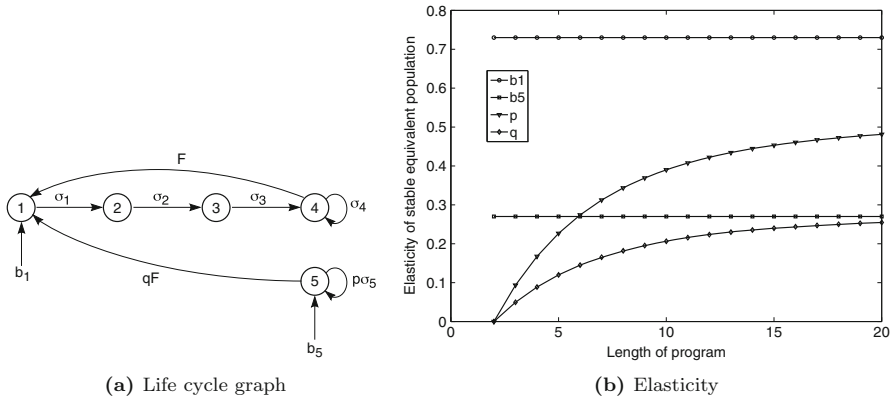 F
σ1
σ2
σ3
1
2
3
4
σ4
b1
qF
5
pσ5
b5
(a) Life cycle graph
Elasticity of stable equivalent population
0.8
0.7
0.6
0.5
0.4
0.3
0.2
0.1
0
b1
b5
p
q
0 5 10 15 20
Length of program
(b) Elasticity